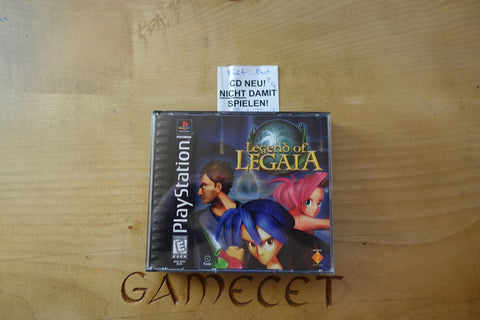 CD NEU!
NICHT DAMIT
SPIELEN!
PlayStation
Legend of
LEGAIA
E
GAMECET